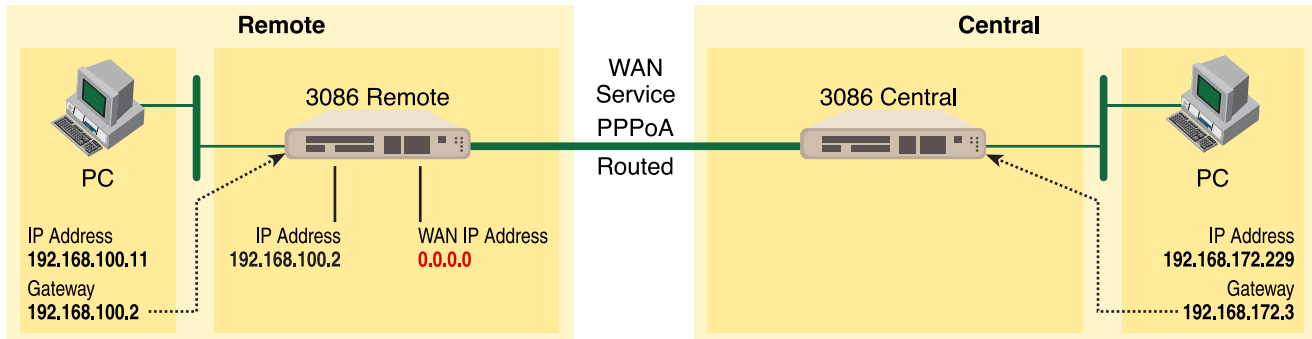 Remote
PC
IP Address
192.168.100.11
Gateway
192.168.100.2
3086 Remote
IP Address
192.168.100.2
WAN IP Address
0.0.0.0
WAN
Service
PPPoA
Routed
Central
3086 Central
PC
IP Address
192.168.172.229
Gateway
192.168.172.3